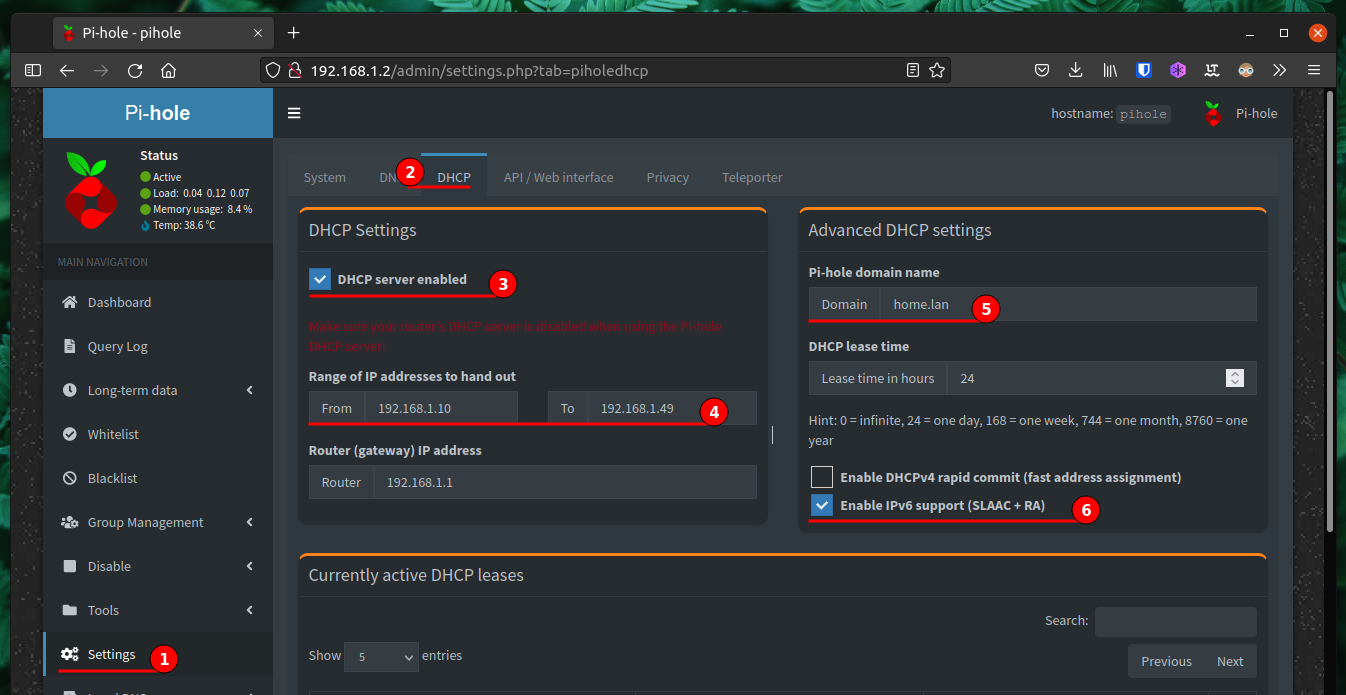 Pi-hole - pihole
192.168.1.2/admin/settings.php?tab=piholedhcp
Pi-hole
hostname: pihole
Pi-hole
Status
Active
Load: 0.04 0.12 0.07
Memory usage: 8.4 %
Temp: 38.6 °C
MAIN NAVIGATION
Dashboard
Query Log
Long-term data
Whitelist
Blacklist
Group Management
Disable
Tools
Settings
1
System
2
DHCP
API / Web interface
Privacy
Teleporter
DHCP Settings
DHCP server enabled
3
Make sure your router's DHCP server is disabled when using the Pi-hole
DHCP server!
Range of IP addresses to hand out
From 192.168.1.10 To 192.168.1.49
4
Router (gateway) IP address
Router 192.168.1.1
Advanced DHCP settings
Pi-hole domain name
Domain home.lan
5
DHCP lease time
Lease time in hours 24
Hint: 0 = infinite, 24 = one day, 168 = one week, 744 = one month, 8760 = one
year
Enable DHCPv4 rapid commit (fast address assignment)
Enable IPv6 support (SLAAC + RA)
6
Currently active DHCP leases
Search:
Show 5 entries
Previous Next